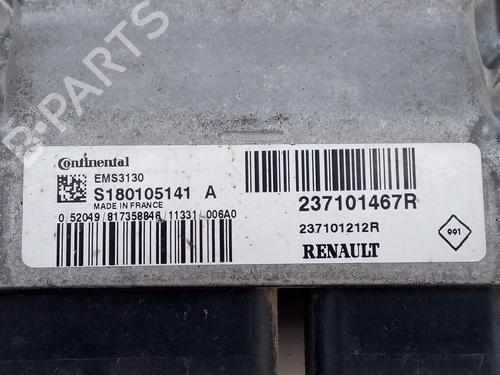 B-PARTS
Continental
EMS3130
S180105141 A
MADE IN FRANCE
0 52049 / 817358846 / 11331 / 006A0
237101467R
237101212R
RENAULT
001